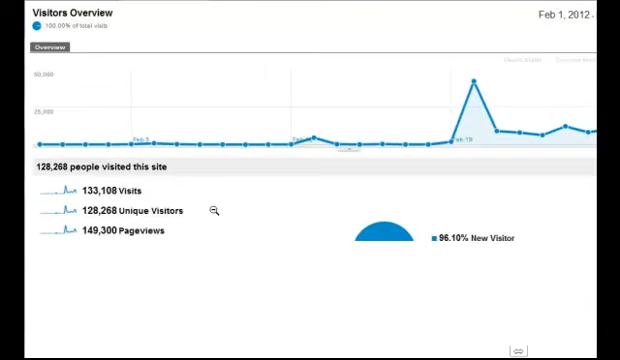 Visitors Overview
Feb 1, 2012 -
100.00% of total visits
Overview
50,000
25,000
Feb 5
Feb 19
128,268 people visited this site
133,108 Visits
128,268 Unique Visitors
149,300 Pageviews
96.10% New Visitor